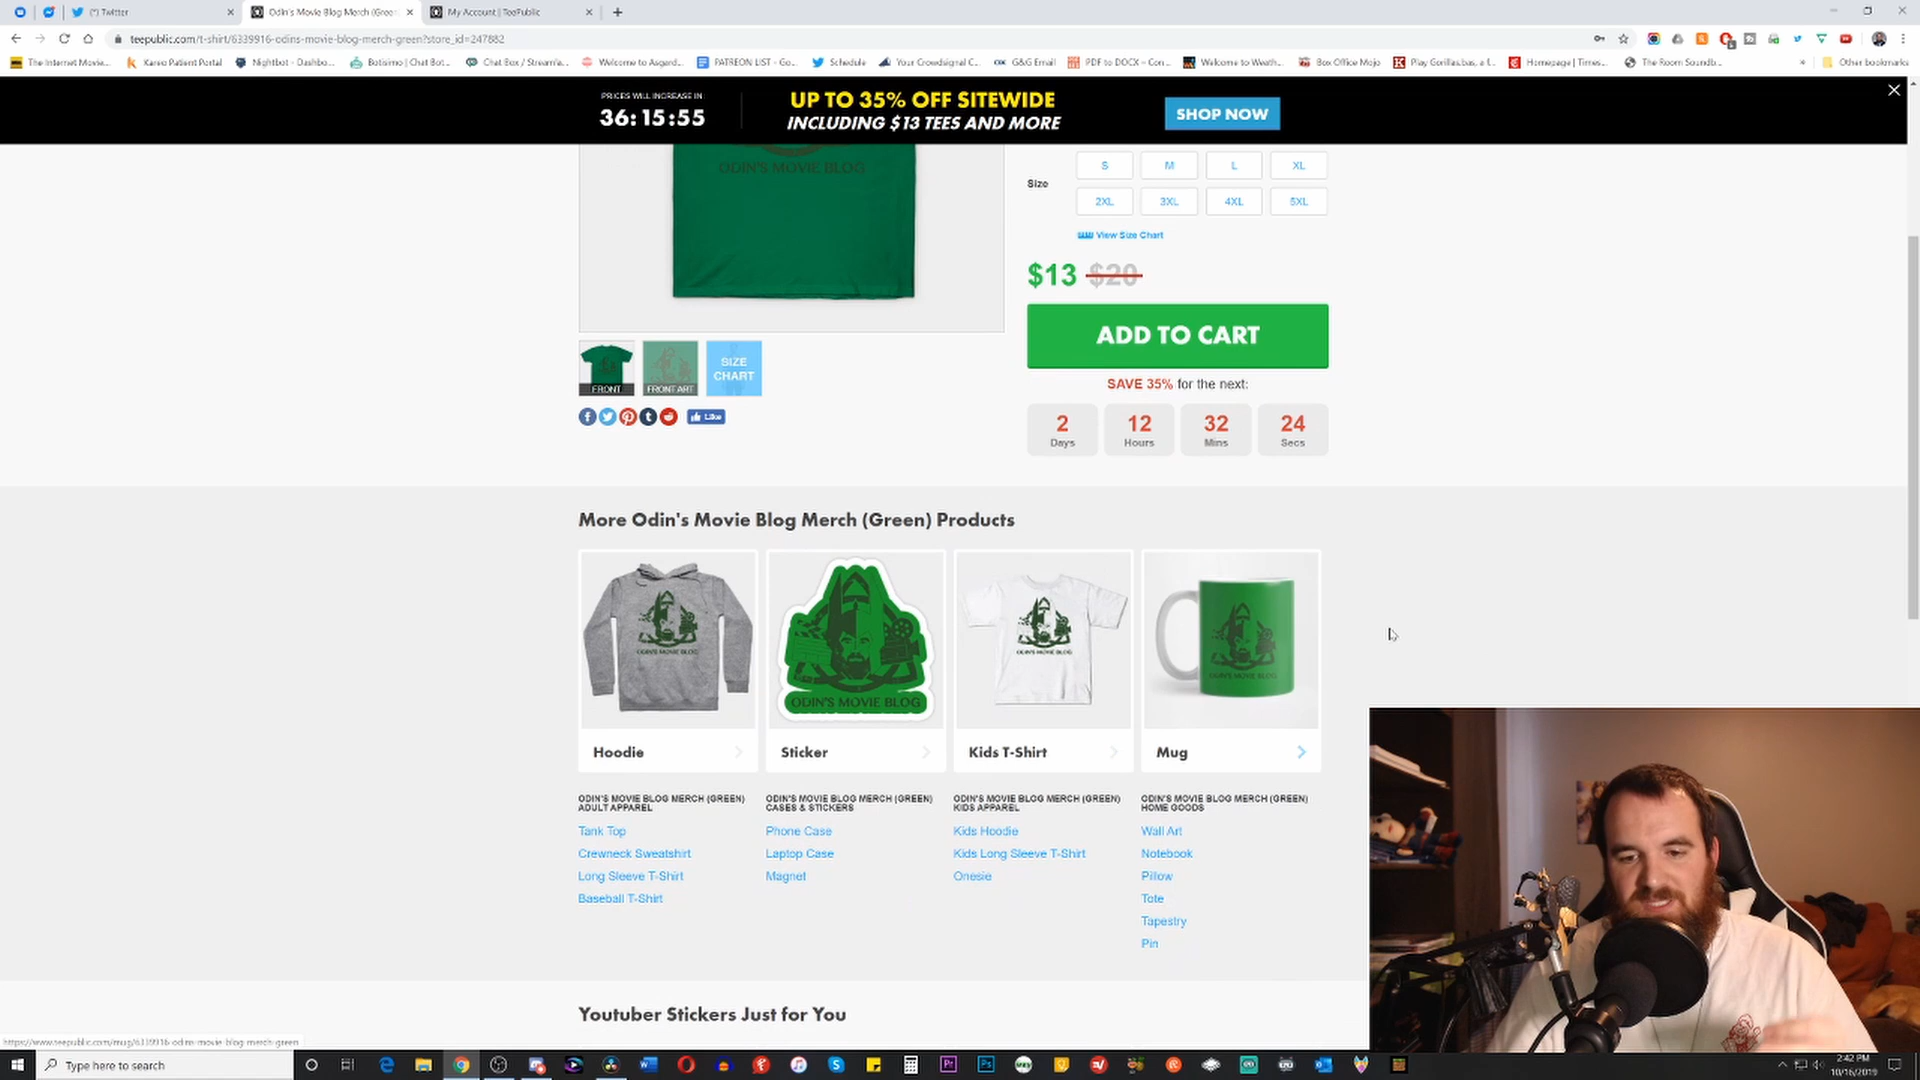 (*) Twitter
Odin's Movie Blog Merch (Green
My Account | TeePublic
teepublic.com/t-shirt/6339916-odins-movie-blog-merch-green?store_id=247882
The Internet Movie...
Kareo Patient Portal
Nightbot - Dashbo...
Botisimo | Chat Bot...
Chat Box / Streamla...
Welcome to Asgard...
PATREON LIST - Go...
Schedule
Your Crowdsignal C...
G&G Email
PDF to DOCX – Con...
Welcome to Weath...
Box Office Mojo
Play Gorillas.bas, a f...
Homepage | Times...
The Room Soundb...
Other bookmarks
PRICES WILL INCREASE IN:
36:15:55
UP TO 35% OFF SITEWIDE
INCLUDING $13 TEES AND MORE
SHOP NOW
ODIN'S MOVIE BLOG
Size
S M L XL
2XL 3XL 4XL 5XL
View Size Chart
$13 $20
ADD TO CART
SAVE 35% for the next:
2 Days
12 Hours
32 Mins
24 Secs
FRONT
FRONT ART
SIZE CHART
Like
More Odin's Movie Blog Merch (Green) Products
ODIN'S MOVIE BLOG
ODIN'S MOVIE BLOG
ODIN'S MOVIE BLOG
ODIN'S MOVIE BLOG
Hoodie
Sticker
Kids T-Shirt
Mug
ODIN'S MOVIE BLOG MERCH (GREEN)
ADULT APPAREL
Tank Top
Crewneck Sweatshirt
Long Sleeve T-Shirt
Baseball T-Shirt
ODIN'S MOVIE BLOG MERCH (GREEN)
CASES & STICKERS
Phone Case
Laptop Case
Magnet
ODIN'S MOVIE BLOG MERCH (GREEN)
KIDS APPAREL
Kids Hoodie
Kids Long Sleeve T-Shirt
Onesie
ODIN'S MOVIE BLOG MERCH (GREEN)
HOME GOODS
Wall Art
Notebook
Pillow
Tote
Tapestry
Pin
Youtuber Stickers Just for You
https://www.teepublic.com/mug/6339916-odins-movie-blog-merch-green
Type here to search
2:42 PM
10/16/2019